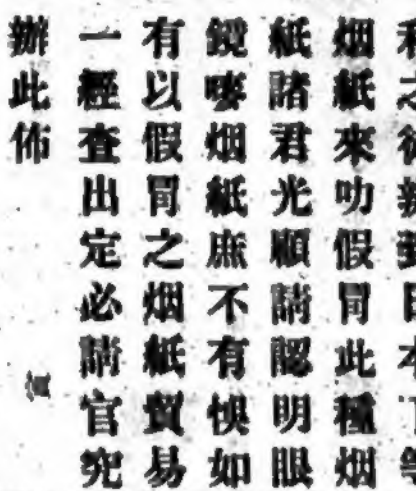 烟紙來叻假冒此種烟
紙諸君光顧請認明眼
鏡嘜烟紙庶不有悞如
有以假冒之烟紙貿易
一經查出定必請官究
辦此佈